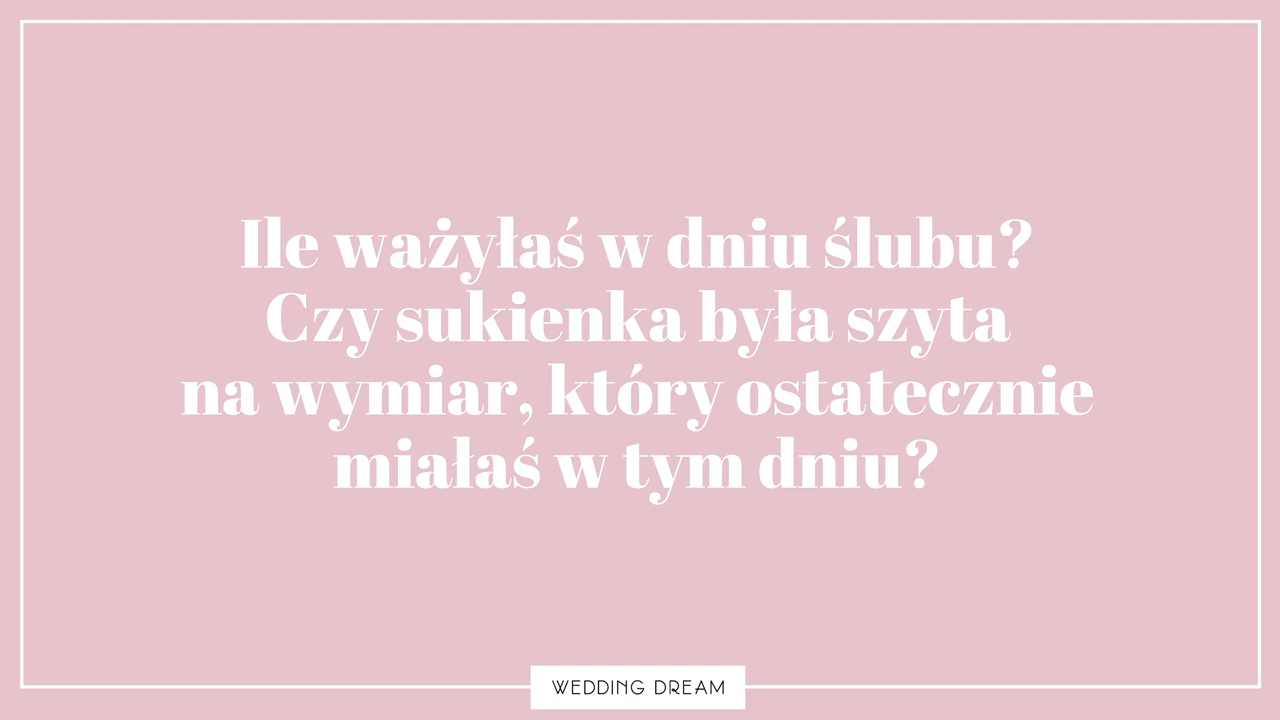 Ile ważyłaś w dniu ślubu?
Czy sukienka była szyta
na wymiar, który ostatecznie
miałaś w tym dniu?
WEDDING DREAM